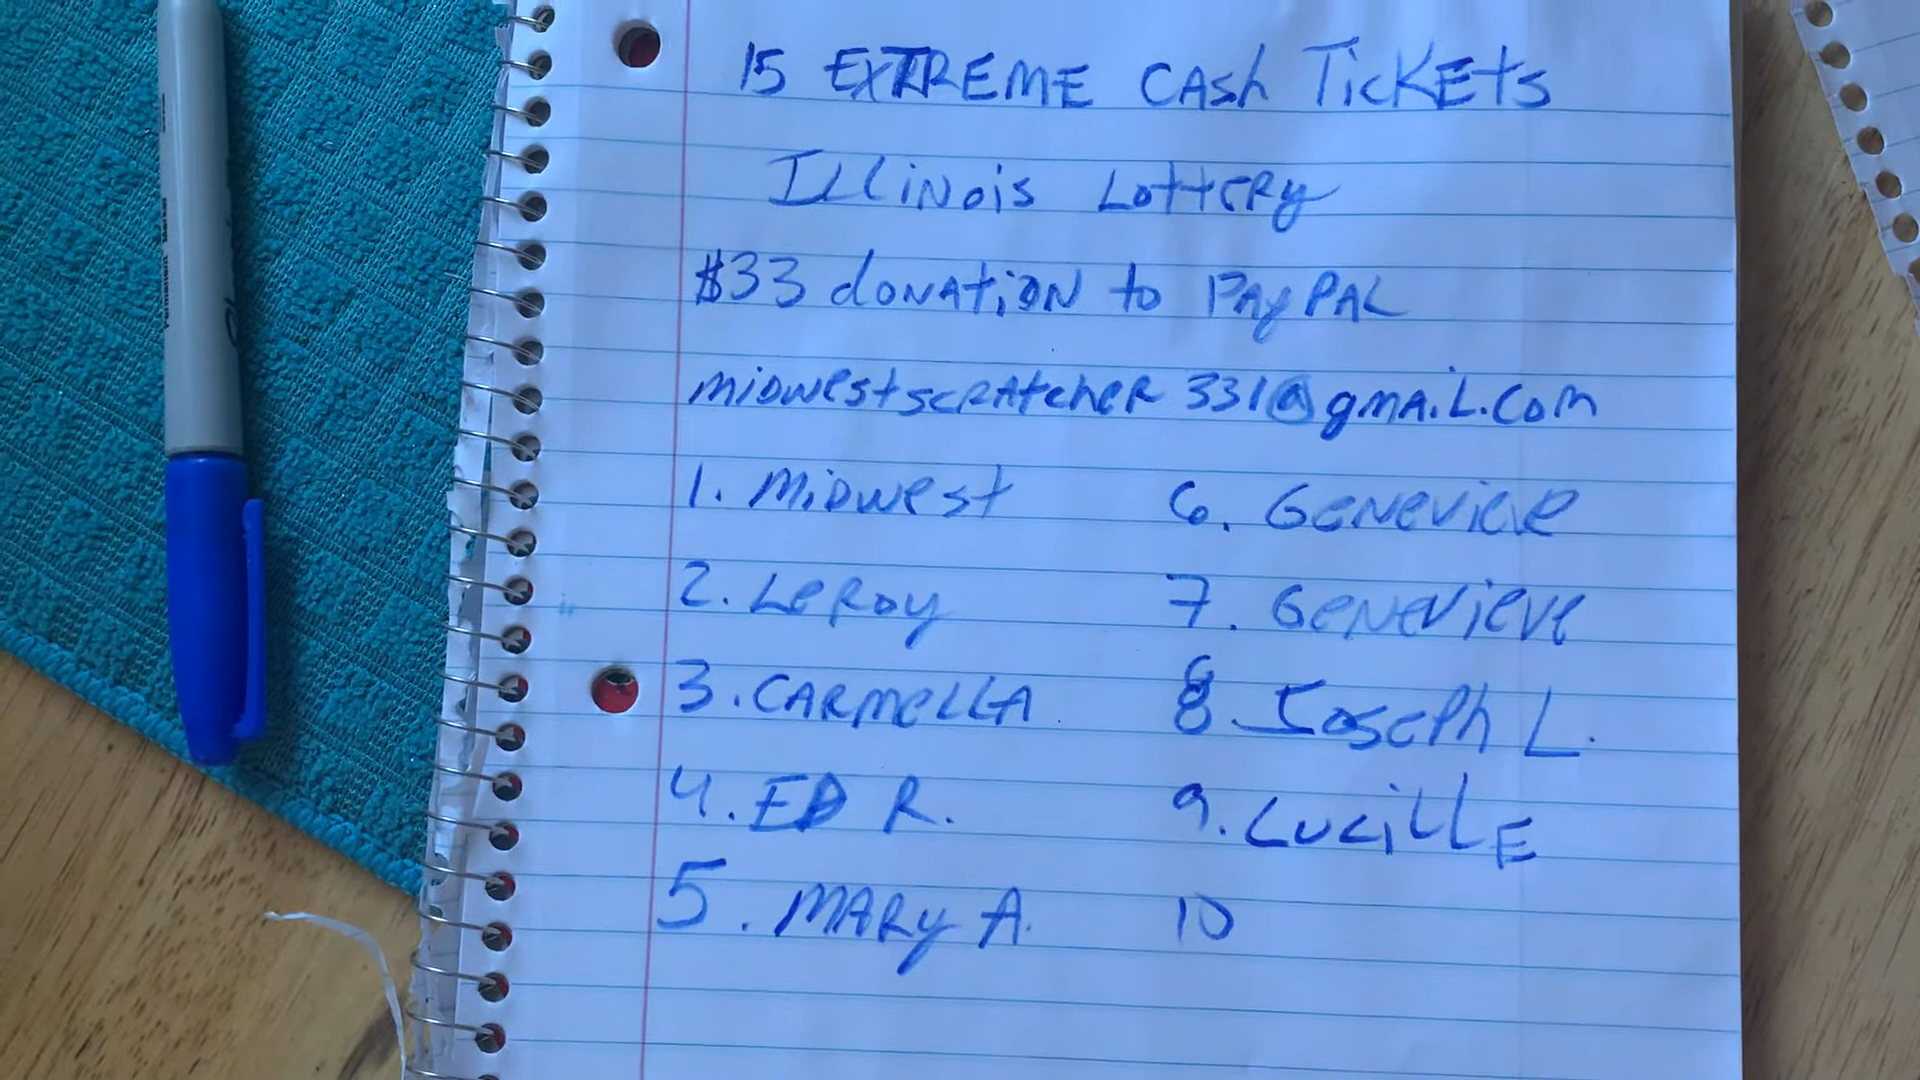 15 EXTREME CASh TicKEts
ILLiNois LottERy
$33 doNAtioN to PAyPAL
miDwestscRAtcheR331@gmAiL.Com
1. MiDwest
2. LeRoy
3. CARmeLLA
4. ED R.
5. MARy A.
6. GeNevieve
7. GeNevieve
8 Joseph L.
9. LuciLLE
10